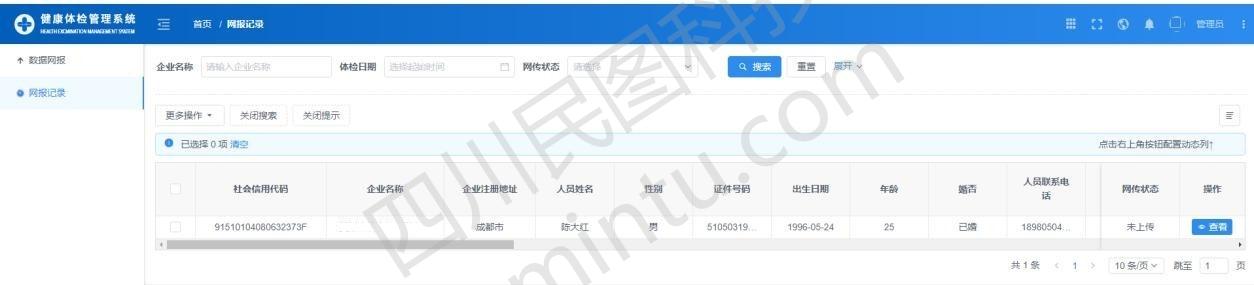 健康体检管理系统
HEALTH EXCMINATION MANAGEMENT SYSTEM
首页 / 网报记录
管理员
数据网报
网报记录
企业名称 请输入企业名称 体检日期 选择起始时间 网传状态 请选择 搜索 重置 展开
更多操作 关闭搜索 关闭提示
已选择 0 项 清空 点击右上角按钮配置动态列↑
社会信用代码 企业名称 企业注册地址 人员姓名 性别 证件号码 出生日期 年龄 婚否 人员联系电话 网传状态 操作
91510104080632373F 成都市 陈大红 男 51050319... 1996-05-24 25 已婚 18980504... 未上传 查看
共 1 条 < 1 > 10 条/页 跳至 1 页
四川民图科技
mintu.com